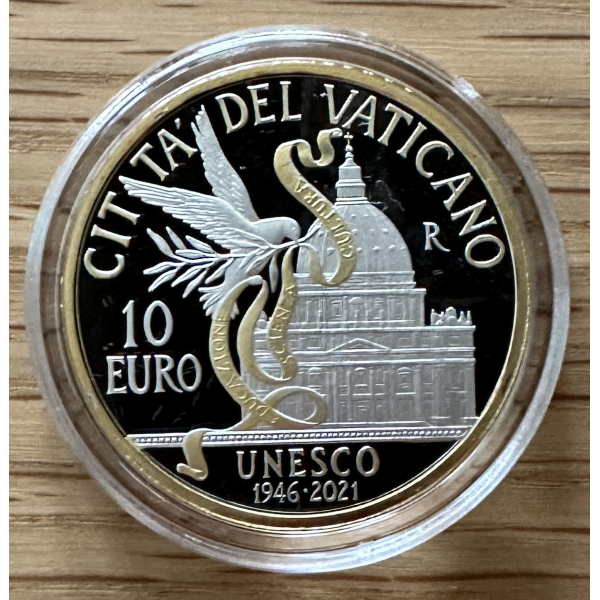 CITTA' DEL VATICANO
R
10
EURO
CULTURA
SCIENZA
EDUCAZIONE
UNESCO
1946·2021